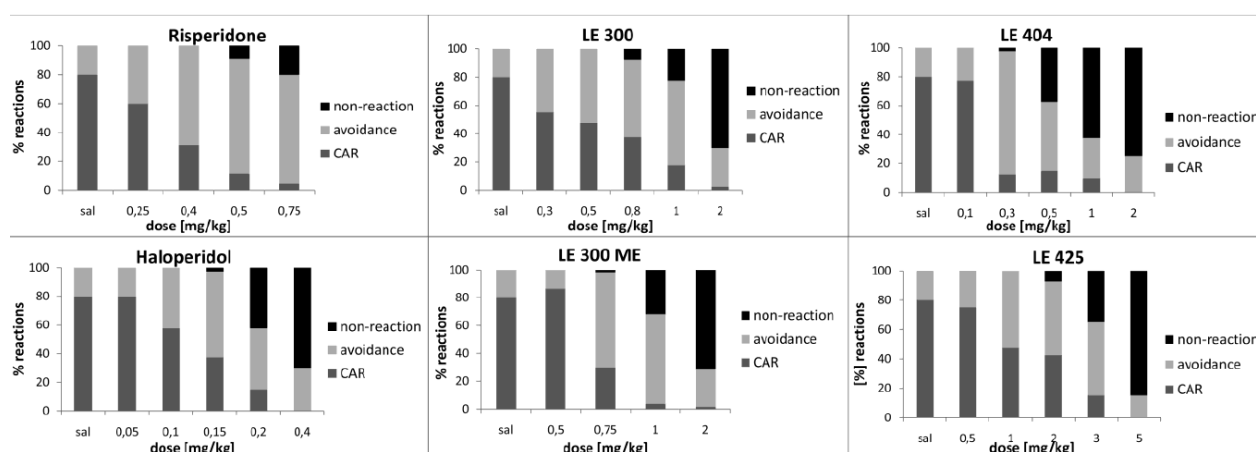 Risperidone
100
80
60
40
20
0
% reactions
sal 0,25 0,4 0,5 0,75
dose [mg/kg]
non-reaction
avoidance
CAR
LE 300
100
80
60
40
20
0
% reactions
sal 0,3 0,5 0,8 1 2
dose [mg/kg]
non-reaction
avoidance
CAR
LE 404
100
80
60
40
20
0
% reactions
sal 0,1 0,3 0,5 1 2
dose [mg/kg]
non-reaction
avoidance
CAR
Haloperidol
100
80
60
40
20
0
% reactions
sal 0,05 0,1 0,15 0,2 0,4
dose [mg/kg]
non-reaction
avoidance
CAR
LE 300 ME
100
80
60
40
20
0
% reactions
sal 0,5 0,75 1 2
dose [mg/kg]
non-reaction
avoidance
CAR
LE 425
100
80
60
40
20
0
[%] reactions
sal 0,5 1 2 3 5
dose [mg/kg]
non-reaction
avoidance
CAR